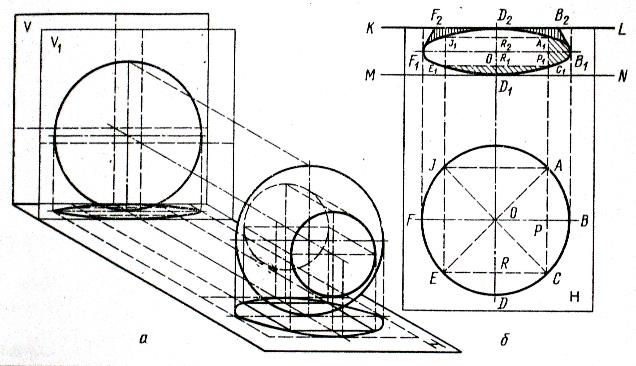 V
V1
а
K F2 D2 B2 L
J1 R2 A1
F1 O R1 P1 B1
E1 C1
M D1 N
J A
F O B
P
E R C
D
H
б